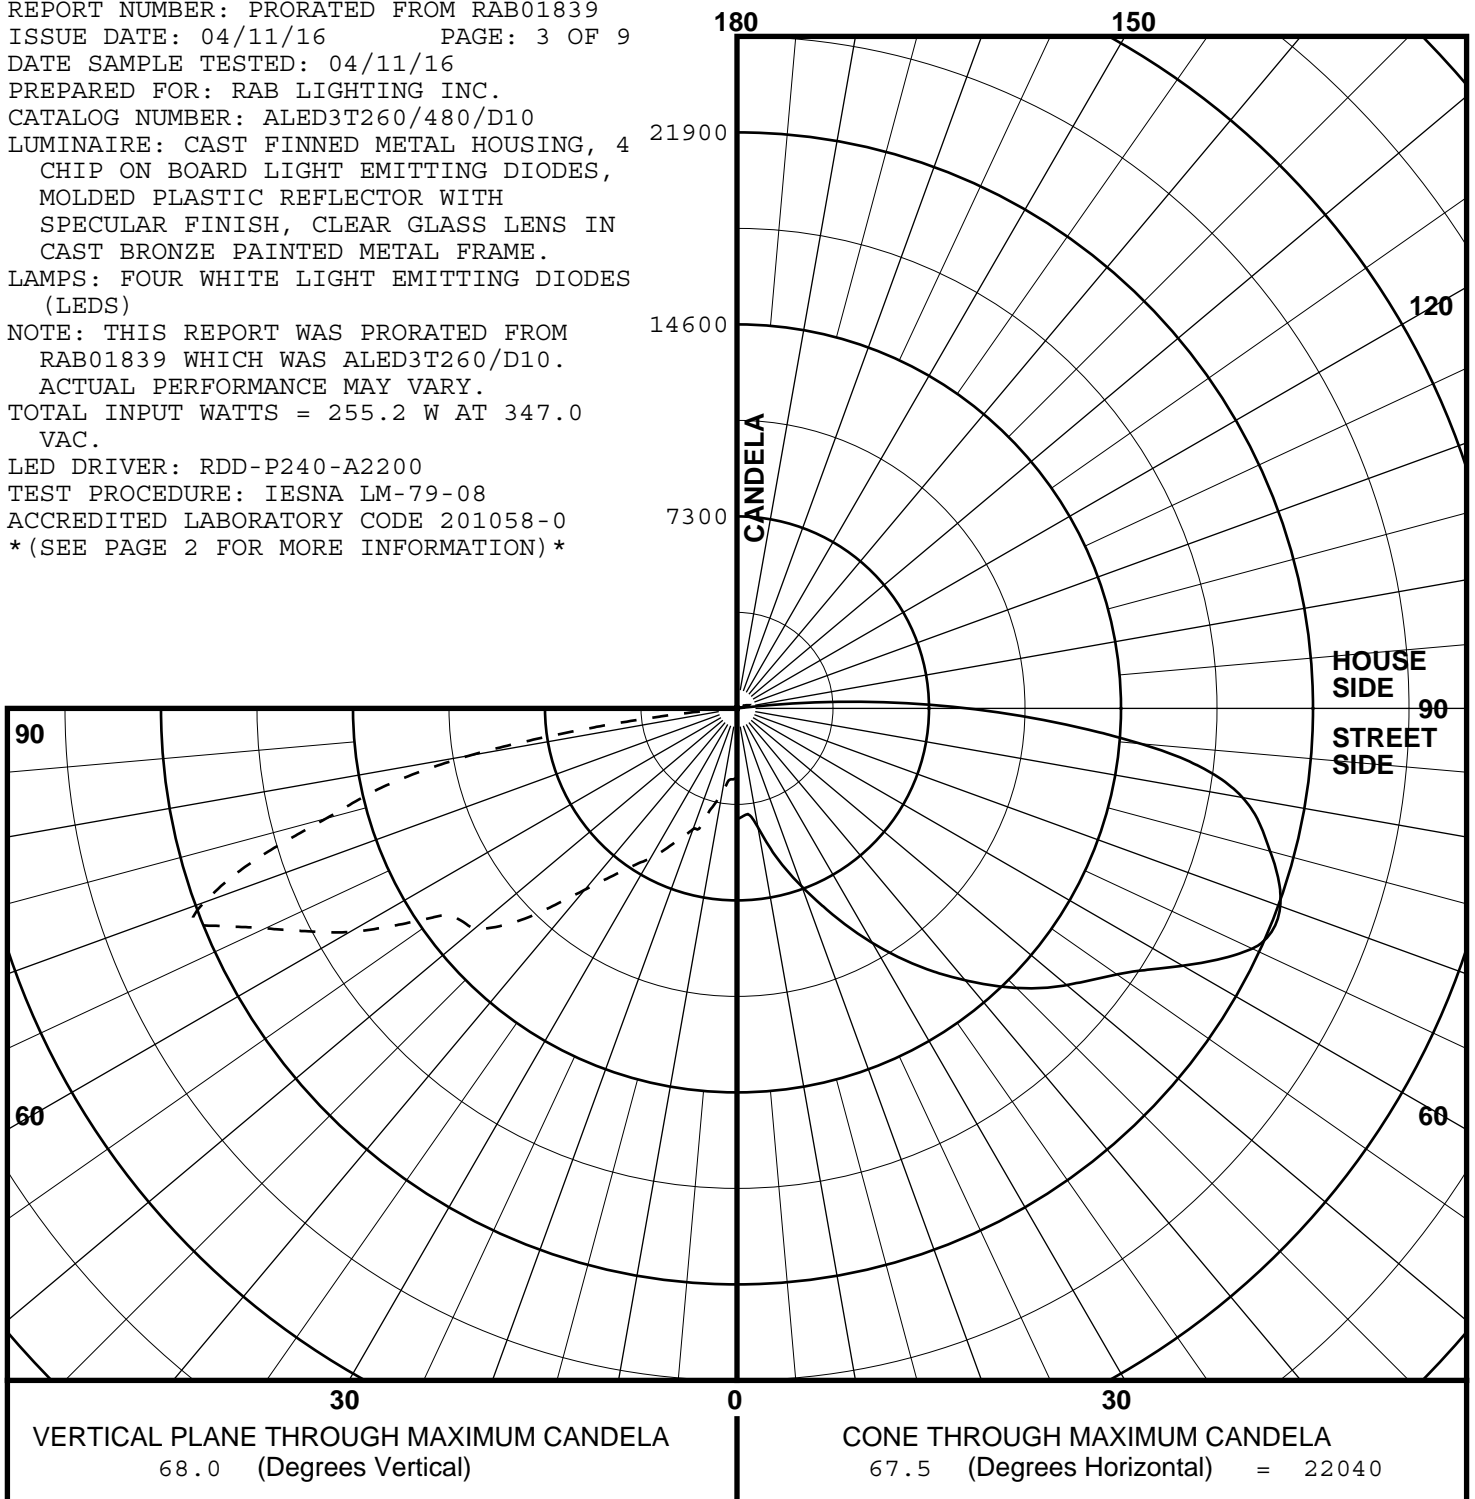 REPORT NUMBER: PRORATED FROM RAB01839
ISSUE DATE: 04/11/16 PAGE: 3 OF 9
DATE SAMPLE TESTED: 04/11/16
PREPARED FOR: RAB LIGHTING INC.
CATALOG NUMBER: ALED3T260/480/D10
LUMINAIRE: CAST FINNED METAL HOUSING, 4
CHIP ON BOARD LIGHT EMITTING DIODES,
MOLDED PLASTIC REFLECTOR WITH
SPECULAR FINISH, CLEAR GLASS LENS IN
CAST BRONZE PAINTED METAL FRAME.
LAMPS: FOUR WHITE LIGHT EMITTING DIODES
(LEDS)
NOTE: THIS REPORT WAS PRORATED FROM
RAB01839 WHICH WAS ALED3T260/D10.
ACTUAL PERFORMANCE MAY VARY.
TOTAL INPUT WATTS = 255.2 W AT 347.0
VAC.
LED DRIVER: RDD-P240-A2200
TEST PROCEDURE: IESNA LM-79-08
ACCREDITED LABORATORY CODE 201058-0
*(SEE PAGE 2 FOR MORE INFORMATION)*
180
150
21900
120
14600
CANDELA
7300
HOUSE
SIDE
90
90
STREET
SIDE
60
60
30
0
30
VERTICAL PLANE THROUGH MAXIMUM CANDELA
68.0 (Degrees Vertical)
CONE THROUGH MAXIMUM CANDELA
67.5 (Degrees Horizontal) = 22040